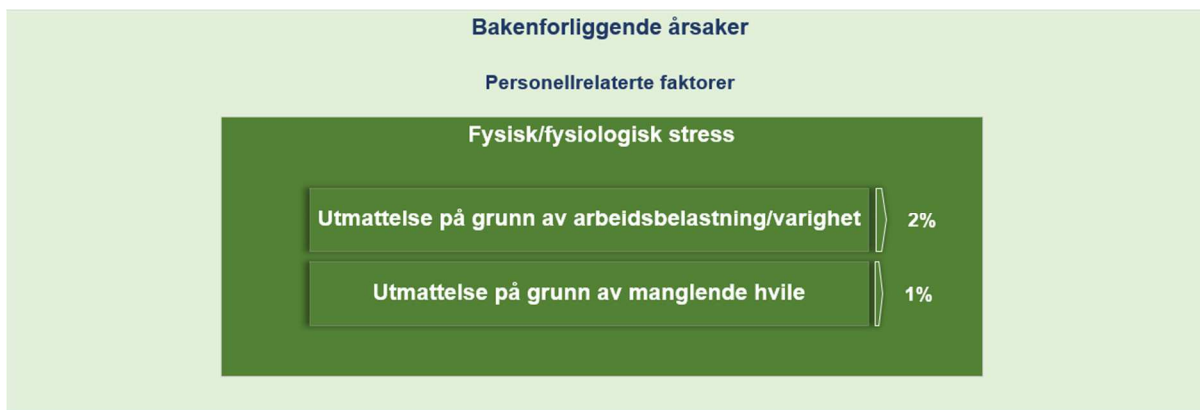 Bakenforliggende årsaker
Personellrelaterte faktorer
Fysisk/fysiologisk stress
Utmattelse på grunn av arbeidsbelastning/varighet 2%
Utmattelse på grunn av manglende hvile 1%